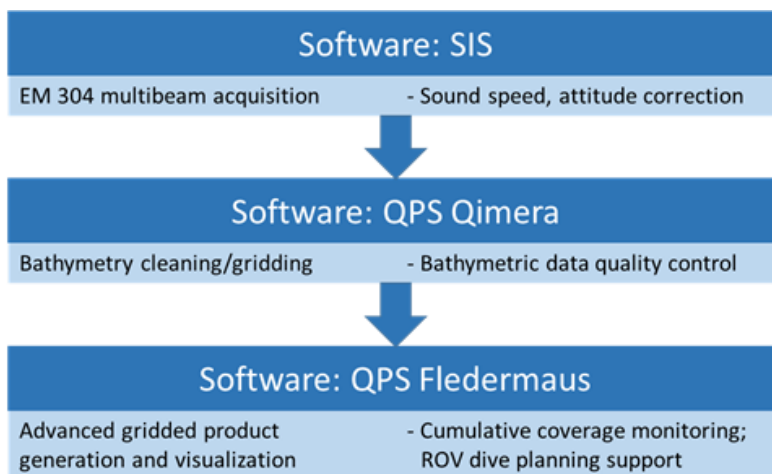 Software: SIS
EM 304 multibeam acquisition
- Sound speed, attitude correction
Software: QPS Qimera
Bathymetry cleaning/gridding
- Bathymetric data quality control
Software: QPS Fledermaus
Advanced gridded product
generation and visualization
- Cumulative coverage monitoring;
ROV dive planning support